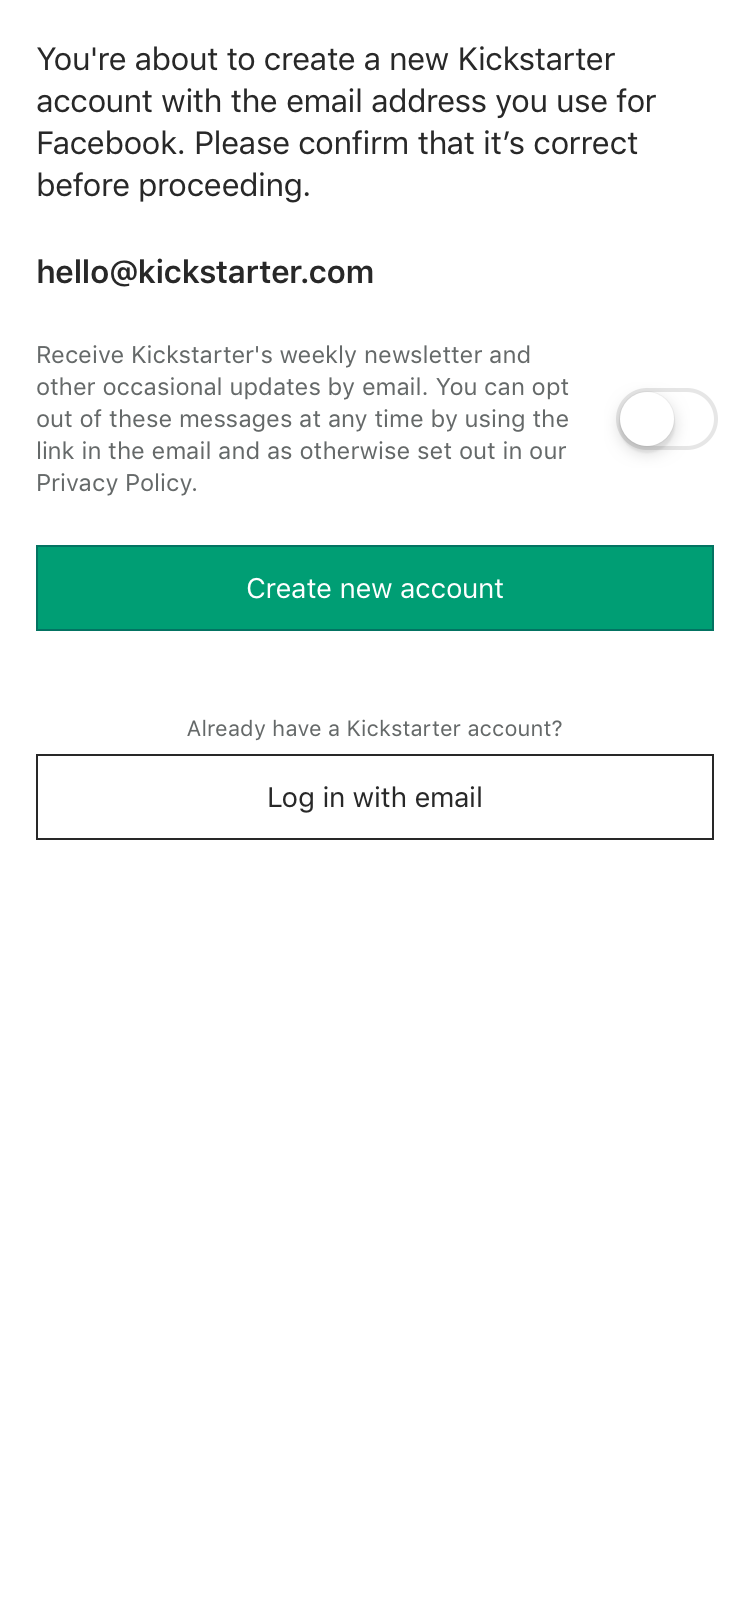 You're about to create a new Kickstarter
account with the email address you use for
Facebook. Please confirm that it’s correct
before proceeding.
hello@kickstarter.com
Receive Kickstarter's weekly newsletter and
other occasional updates by email. You can opt
out of these messages at any time by using the
link in the email and as otherwise set out in our
Privacy Policy.
Create new account
Already have a Kickstarter account?
Log in with email